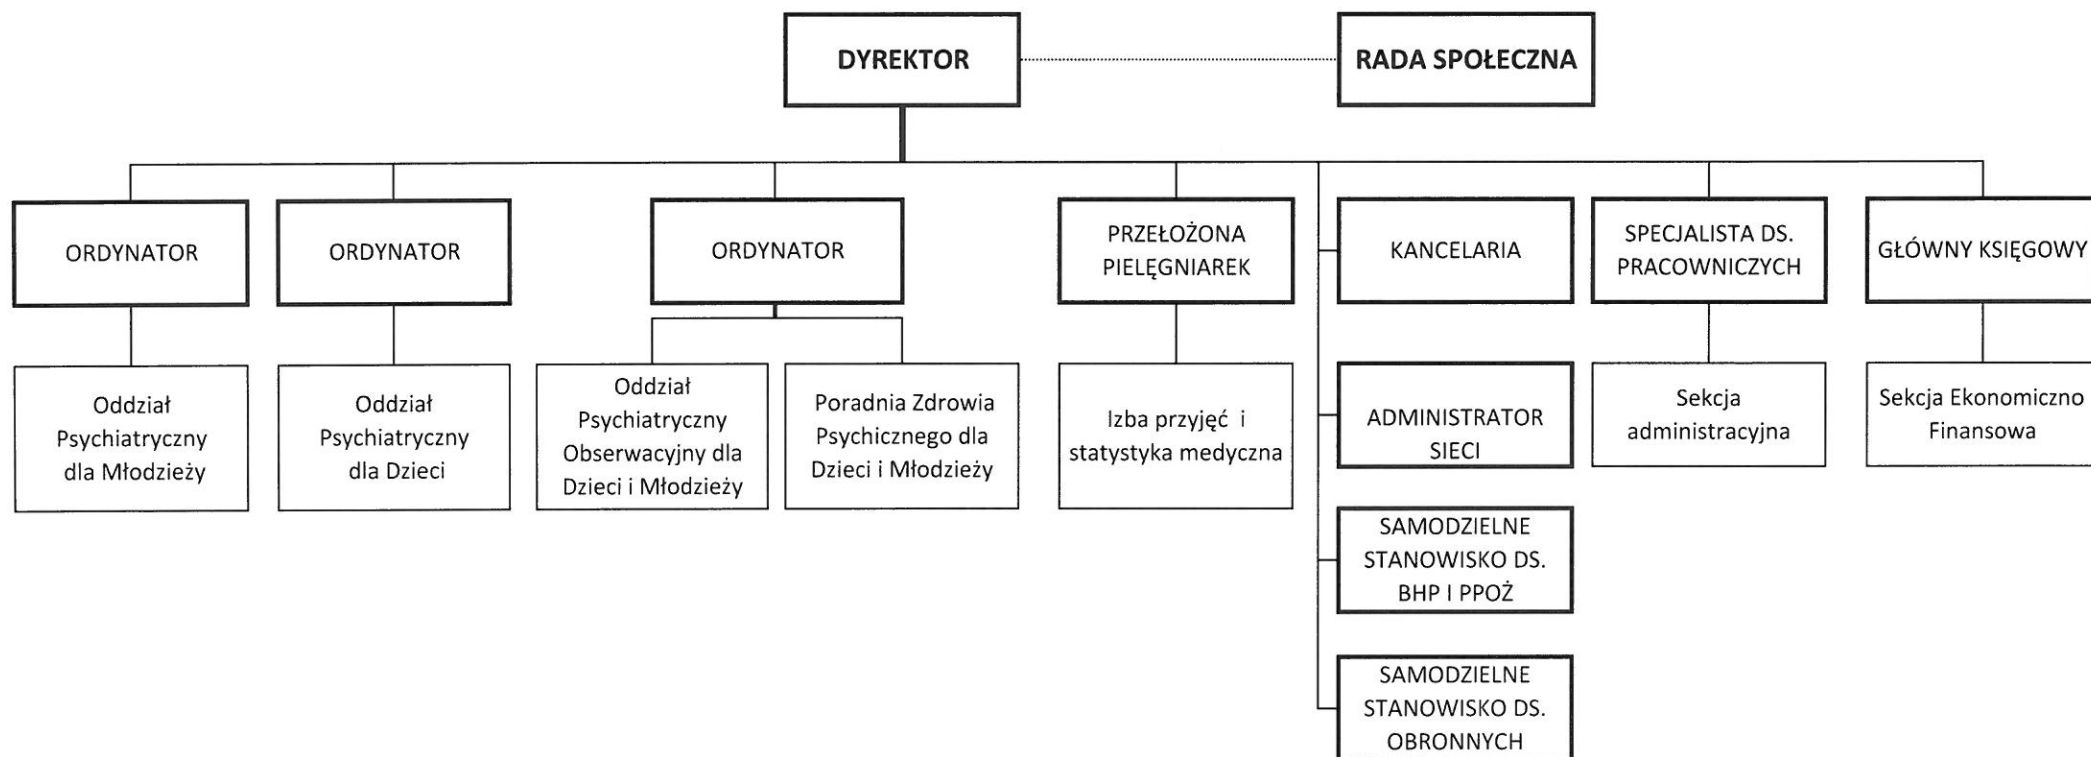 DYREKTOR
RADA SPOŁECZNA
ORDYNATOR
ORDYNATOR
ORDYNATOR
PRZEŁOŻONA
PIELĘGNIAREK
KANCELARIA
SPECJALISTA DS.
PRACOWNICZYCH
GŁÓWNY KSIĘGOWY
Oddział
Psychiatryczny
dla Młodzieży
Oddział
Psychiatryczny
dla Dzieci
Oddział
Psychiatryczny
Obserwacyjny dla
Dzieci i Młodzieży
Poradnia Zdrowia
Psychicznego dla
Dzieci i Młodzieży
Izba przyjęć i
statystyka medyczna
ADMINISTRATOR
SIECI
Sekcja
administracyjna
Sekcja Ekonomiczno
Finansowa
SAMODZIELNE
STANOWISKO DS.
BHP I PPOŻ
SAMODZIELNE
STANOWISKO DS.
OBRONNYCH